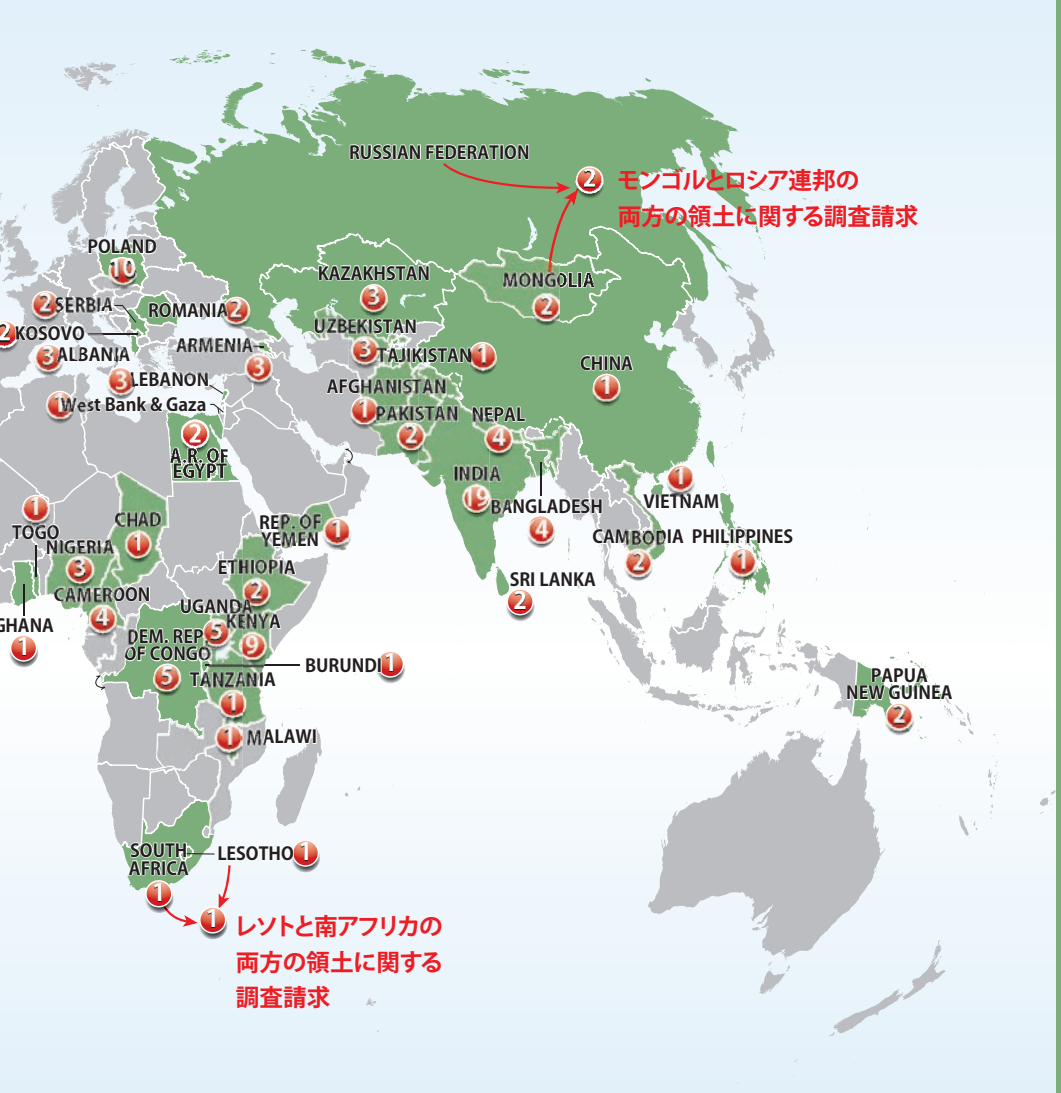 RUSSIAN FEDERATION
2
モンゴルとロシア連邦の
両方の領土に関する調査請求
POLAND
10
KAZAKHSTAN
3
MONGOLIA
2
2
SERBIA
ROMANIA
2
2
KOSOVO
UZBEKISTAN
3
TAJIKISTAN
1
3
ALBANIA
ARMENIA
3
CHINA
1
3
LEBANON
AFGHANISTAN
1
1
West Bank & Gaza
PAKISTAN
2
NEPAL
4
2
A.R. OF
EGYPT
INDIA
19
BANGLADESH
4
1
VIETNAM
1
TOGO
CHAD
1
REP. OF
YEMEN
1
CAMBODIA
2
PHILIPPINES
1
NIGERIA
3
ETHIOPIA
2
SRI LANKA
2
CAMEROON
4
UGANDA
5
KENYA
9
GHANA
1
DEM. REP.
OF CONGO
5
BURUNDI
1
TANZANIA
1
PAPUA
NEW GUINEA
2
1
MALAWI
SOUTH
AFRICA
1
LESOTHO
1
1
レソトと南アフリカの
両方の領土に関する
調査請求